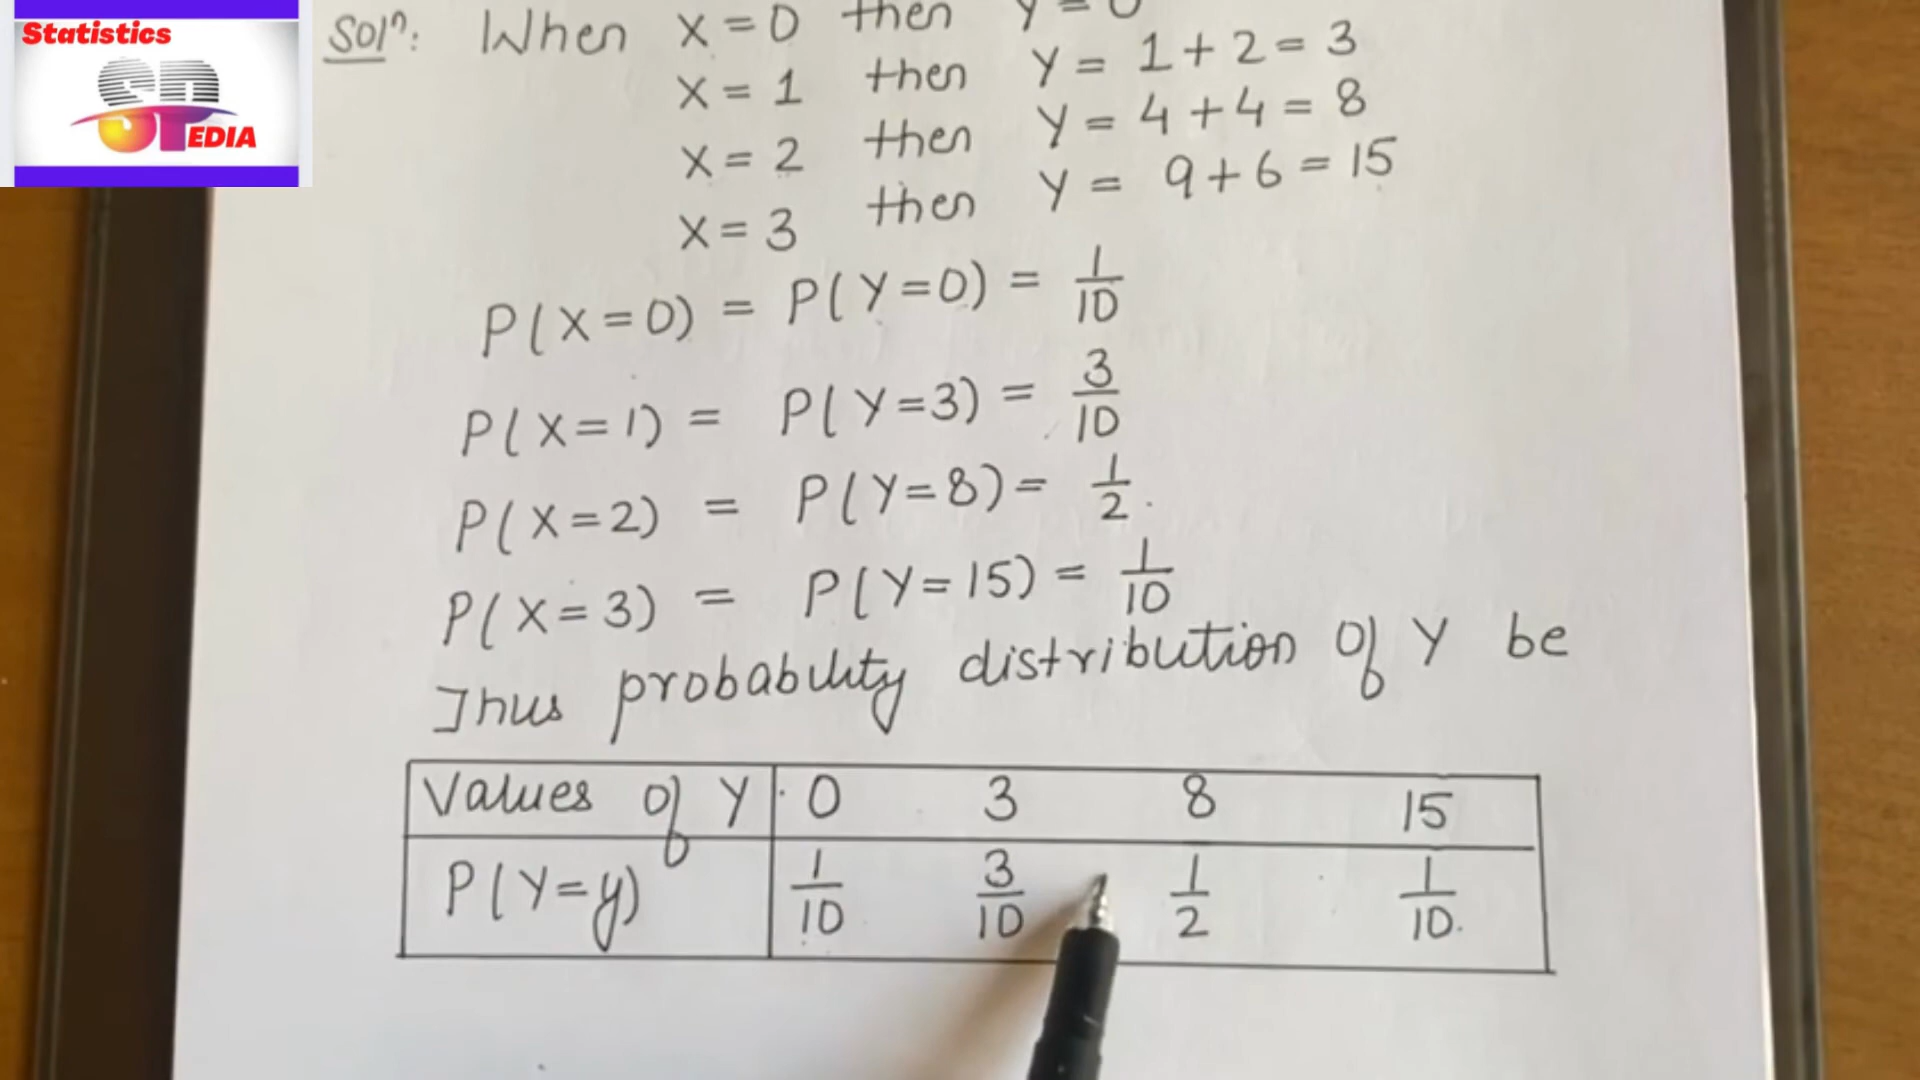 Statistics
SP
PEDIA
Solⁿ: When X = 0 then Y = 0
X = 1 then Y = 1 + 2 = 3
X = 2 then Y = 4 + 4 = 8
X = 3 then Y = 9 + 6 = 15
P(X=0) = P(Y=0) = 1/10
P(X=1) = P(Y=3) = 3/10
P(X=2) = P(Y=8) = 1/2
P(X=3) = P(Y=15) = 1/10
Thus probability distribution of Y be
Values of Y 0 3 8 15
P(Y=y) 1/10 3/10 1/2 1/10